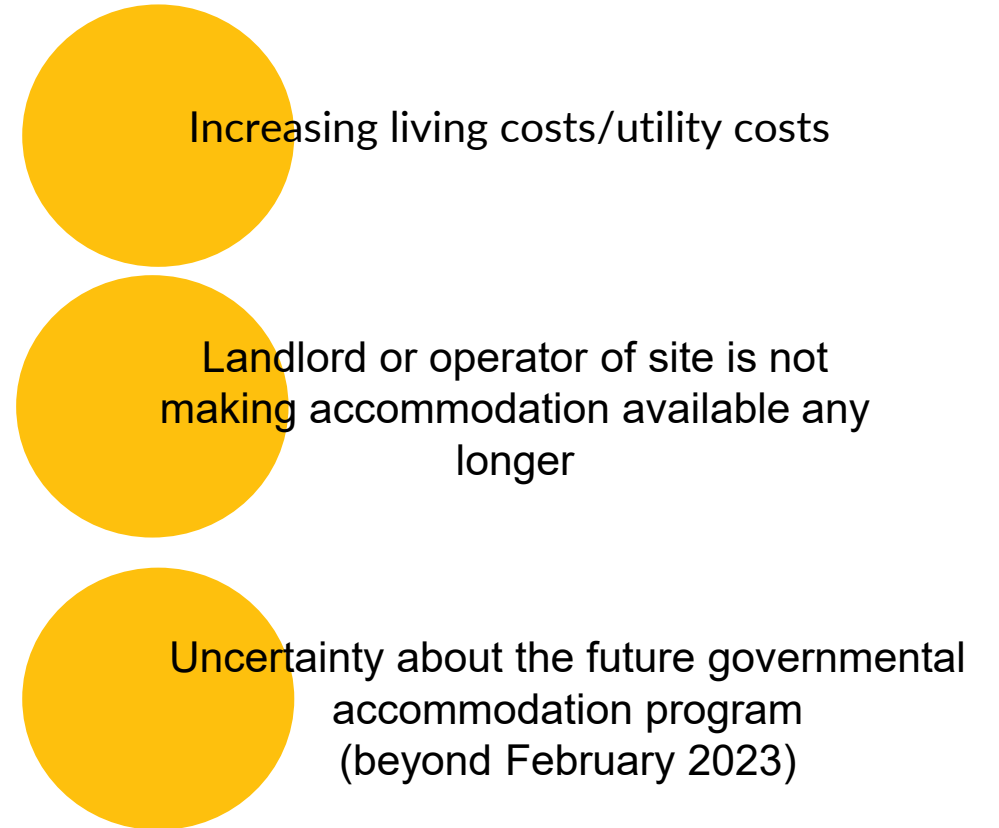 Increasing living costs/utility costs
Landlord or operator of site is not
making accommodation available any
longer
Uncertainty about the future governmental
accommodation program
(beyond February 2023)